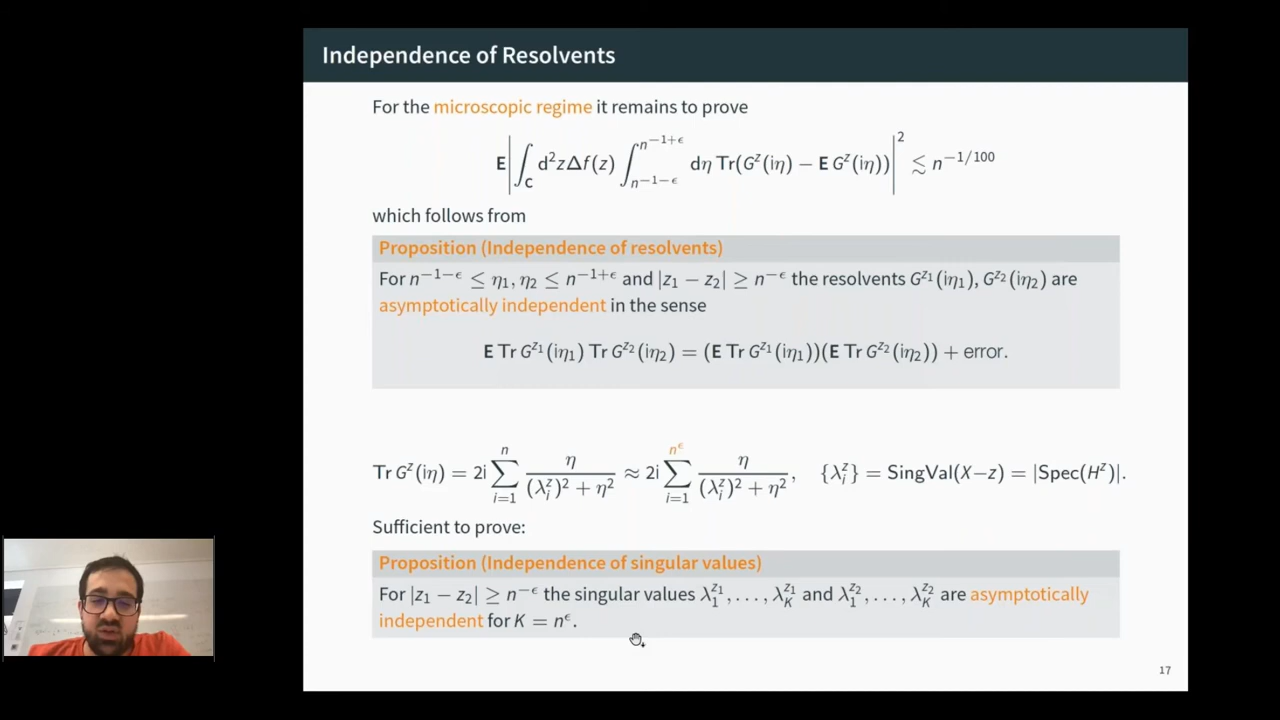 Independence of Resolvents
For the microscopic regime it remains to prove
E|∫_C d²zΔf(z) ∫_{n^{−1−ϵ}}^{n^{−1+ϵ}} dη Tr(G^z(iη) − E G^z(iη))|² ≲ n^{−1/100}
which follows from
Proposition (Independence of resolvents)
For n^{−1−ϵ} ≤ η₁, η₂ ≤ n^{−1+ϵ} and |z₁ − z₂| ≥ n^{−ϵ} the resolvents G^{z₁}(iη₁), G^{z₂}(iη₂) are
asymptotically independent in the sense
E Tr G^{z₁}(iη₁) Tr G^{z₂}(iη₂) = (E Tr G^{z₁}(iη₁))(E Tr G^{z₂}(iη₂)) + error.
Tr G^z(iη) = 2i ∑_{i=1}^{n} η/((λ_i^z)² + η²) ≈ 2i ∑_{i=1}^{n^ϵ} η/((λ_i^z)² + η²), {λ_i^z} = SingVal(X−z) = |Spec(H^z)|.
Sufficient to prove:
Proposition (Independence of singular values)
For |z₁ − z₂| ≥ n^{−ϵ} the singular values λ_1^{z₁}, . . . , λ_K^{z₁} and λ_1^{z₂}, . . . , λ_K^{z₂} are asymptotically
independent for K = n^ϵ.
17